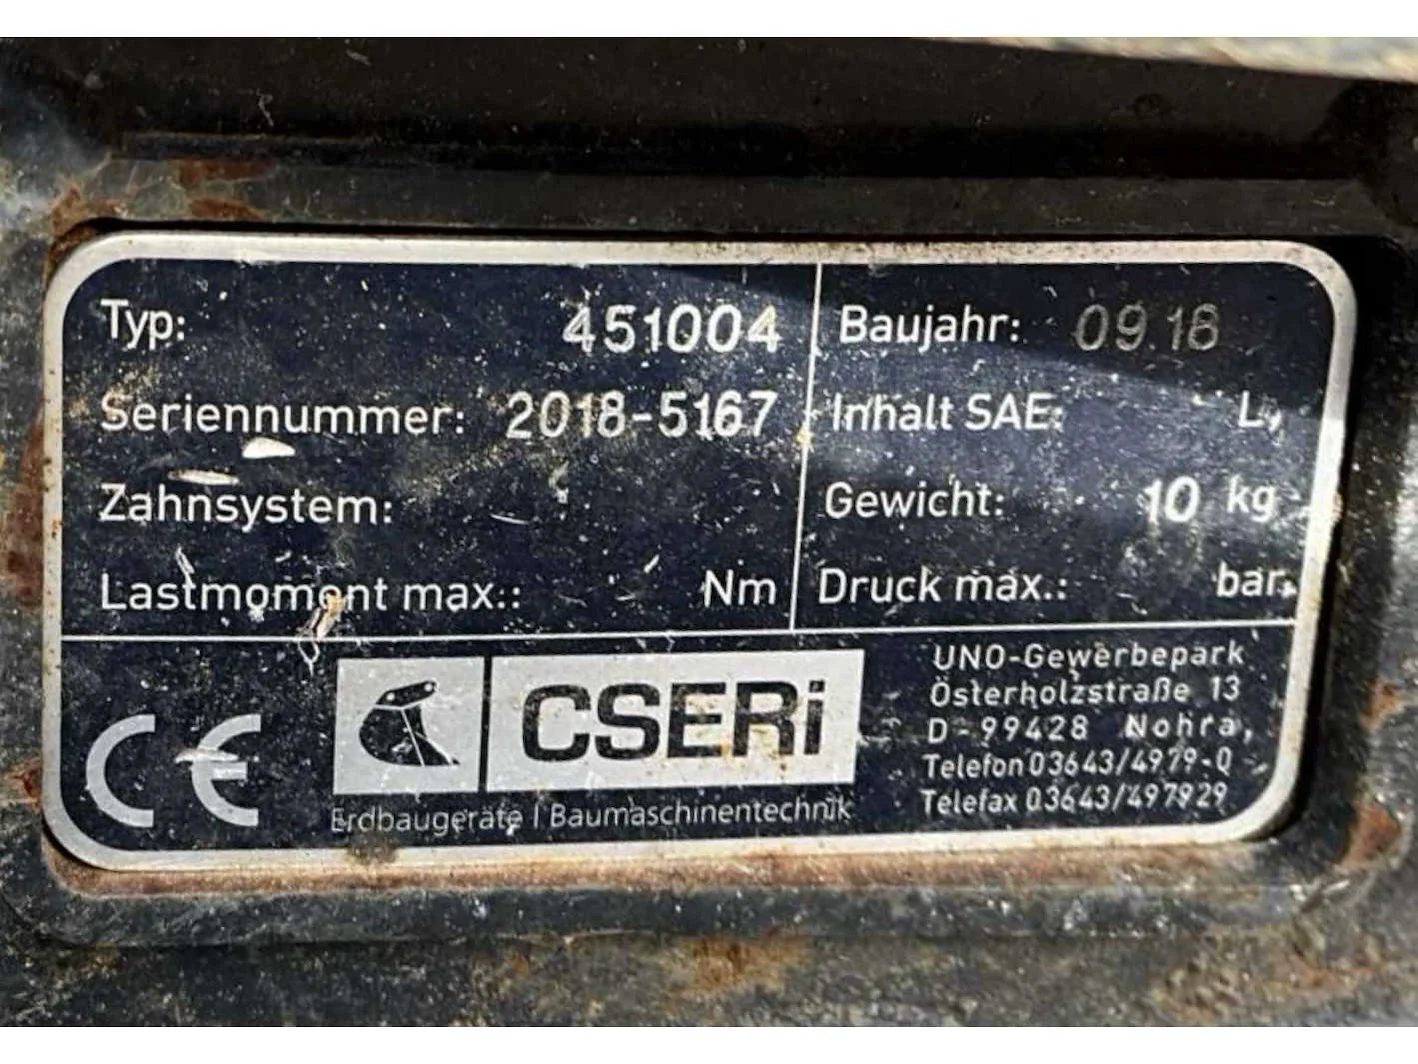 Typ: 451004
Baujahr: 09.18
Seriennummer: 2018-5167
Inhalt SAE: L
Zahnsystem:
Gewicht: 10 kg
Lastmoment max.: Nm
Druck max.: bar
CE
CSERi
Erdbaugeräte | Baumaschinentechnik
UNO-Gewerbepark
Österholzstraße 13
D-99428 Nohra
Telefon 03643/4979-0
Telefax 03643/497929